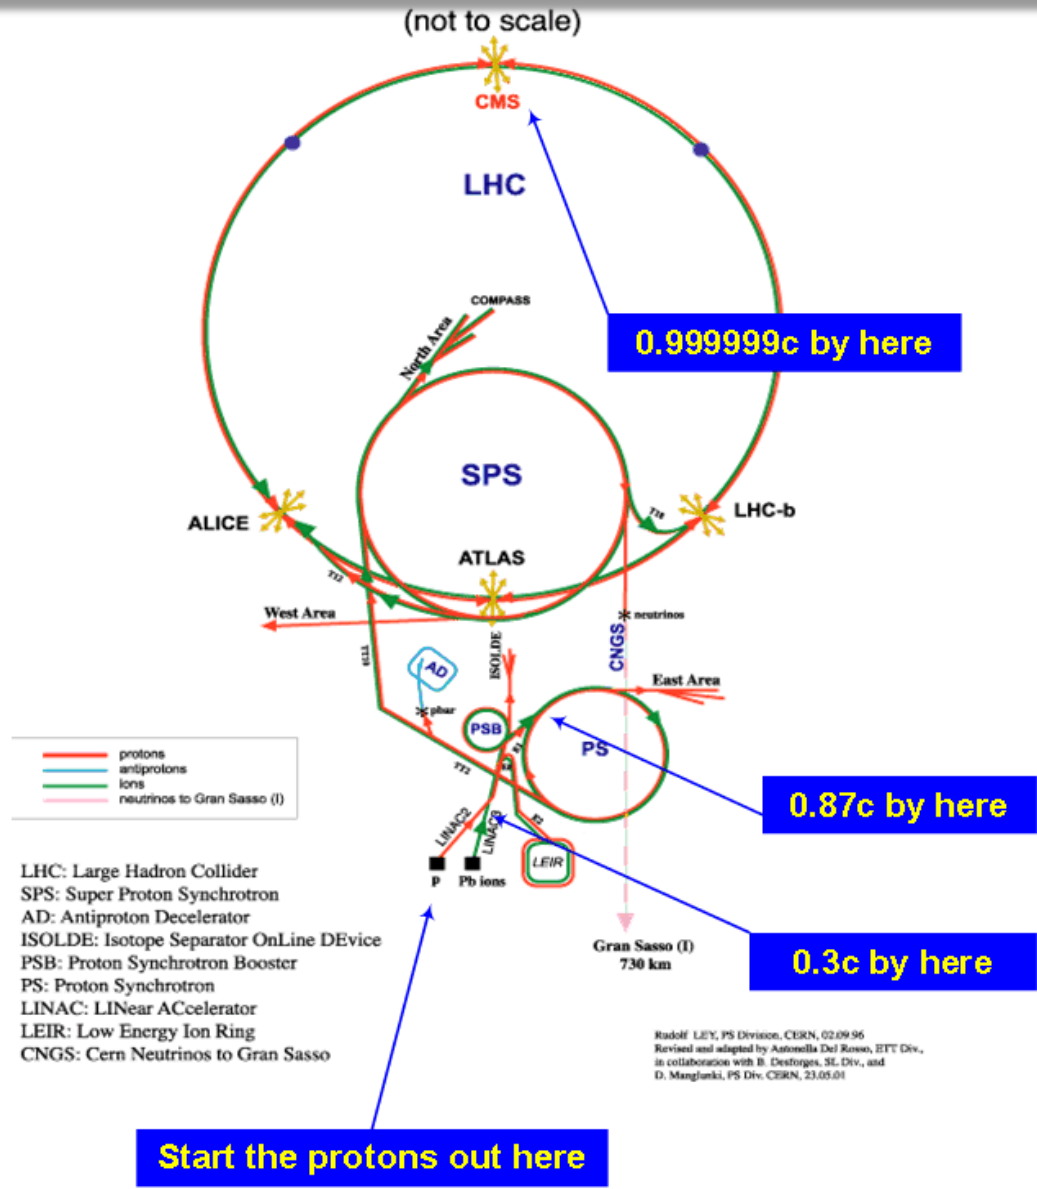 (not to scale)
CMS
LHC
0.999999c by here
COMPASS
North Area
SPS
ALICE
LHC-b
TI8
ATLAS
TI2
West Area
neutrinos
CNGS
ISOLDE
TT10
AD
East Area
pbar
PSB
PS
protons
antiprotons
ions
neutrinos to Gran Sasso (I)
TT2
E1
0.87c by here
LINAC2
LINAC3
E2
LEIR
p
Pb ions
LHC: Large Hadron Collider
SPS: Super Proton Synchrotron
AD: Antiproton Decelerator
ISOLDE: Isotope Separator OnLine DEvice
PSB: Proton Synchrotron Booster
PS: Proton Synchrotron
LINAC: LINear ACcelerator
LEIR: Low Energy Ion Ring
CNGS: Cern Neutrinos to Gran Sasso
Gran Sasso (I)
730 km
0.3c by here
Rudolf LEY, PS Division, CERN, 02.09.96
Revised and adapted by Antonella Del Rosso, ETT Div.,
in collaboration with B. Desforges, SL Div., and
D. Manglunki, PS Div. CERN, 23.05.01
Start the protons out here